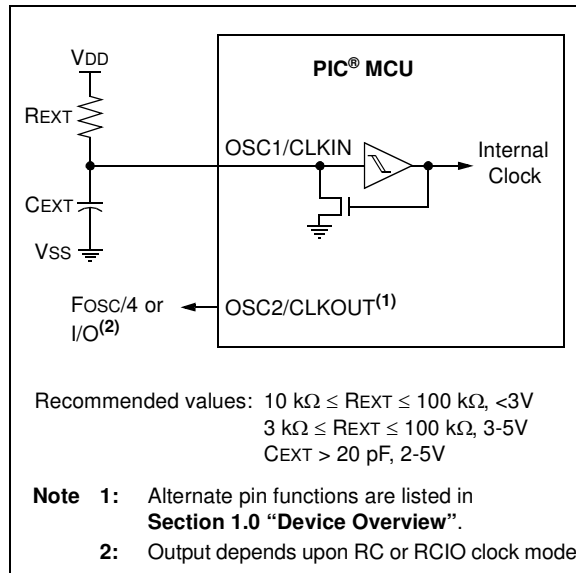 VDD
PIC® MCU
REXT
OSC1/CLKIN
Internal
Clock
CEXT
VSS
FOSC/4 or
I/O(2)
OSC2/CLKOUT(1)
Recommended values: 10 kΩ ≤ REXT ≤ 100 kΩ, <3V
3 kΩ ≤ REXT ≤ 100 kΩ, 3-5V
CEXT > 20 pF, 2-5V
Note 1: Alternate pin functions are listed in
Section 1.0 “Device Overview”.
2: Output depends upon RC or RCIO clock mode